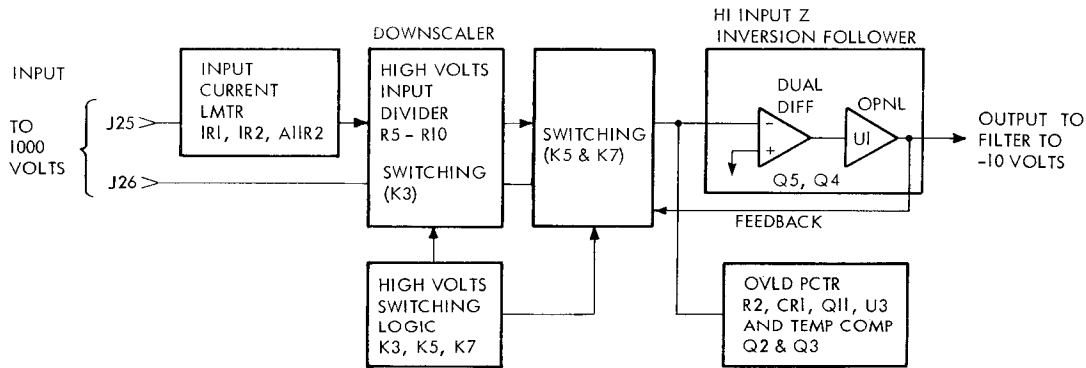 INPUT
TO
1000
VOLTS
J25
J26
INPUT
CURRENT
LMTR
IR1, IR2, A11R2
DOWNSCALER
HIGH VOLTS
INPUT
DIVIDER
R5 - R10
SWITCHING
(K3)
HIGH VOLTS
SWITCHING
LOGIC
K3, K5, K7
SWITCHING
(K5 & K7)
HI INPUT Z
INVERSION FOLLOWER
DUAL
DIFF
-
+
Q5, Q4
OPNL
U1
FEEDBACK
OUTPUT TO
FILTER TO
-10 VOLTS
OVLD PCTR
R2, CR1, Q11, U3
AND TEMP COMP
Q2 & Q3